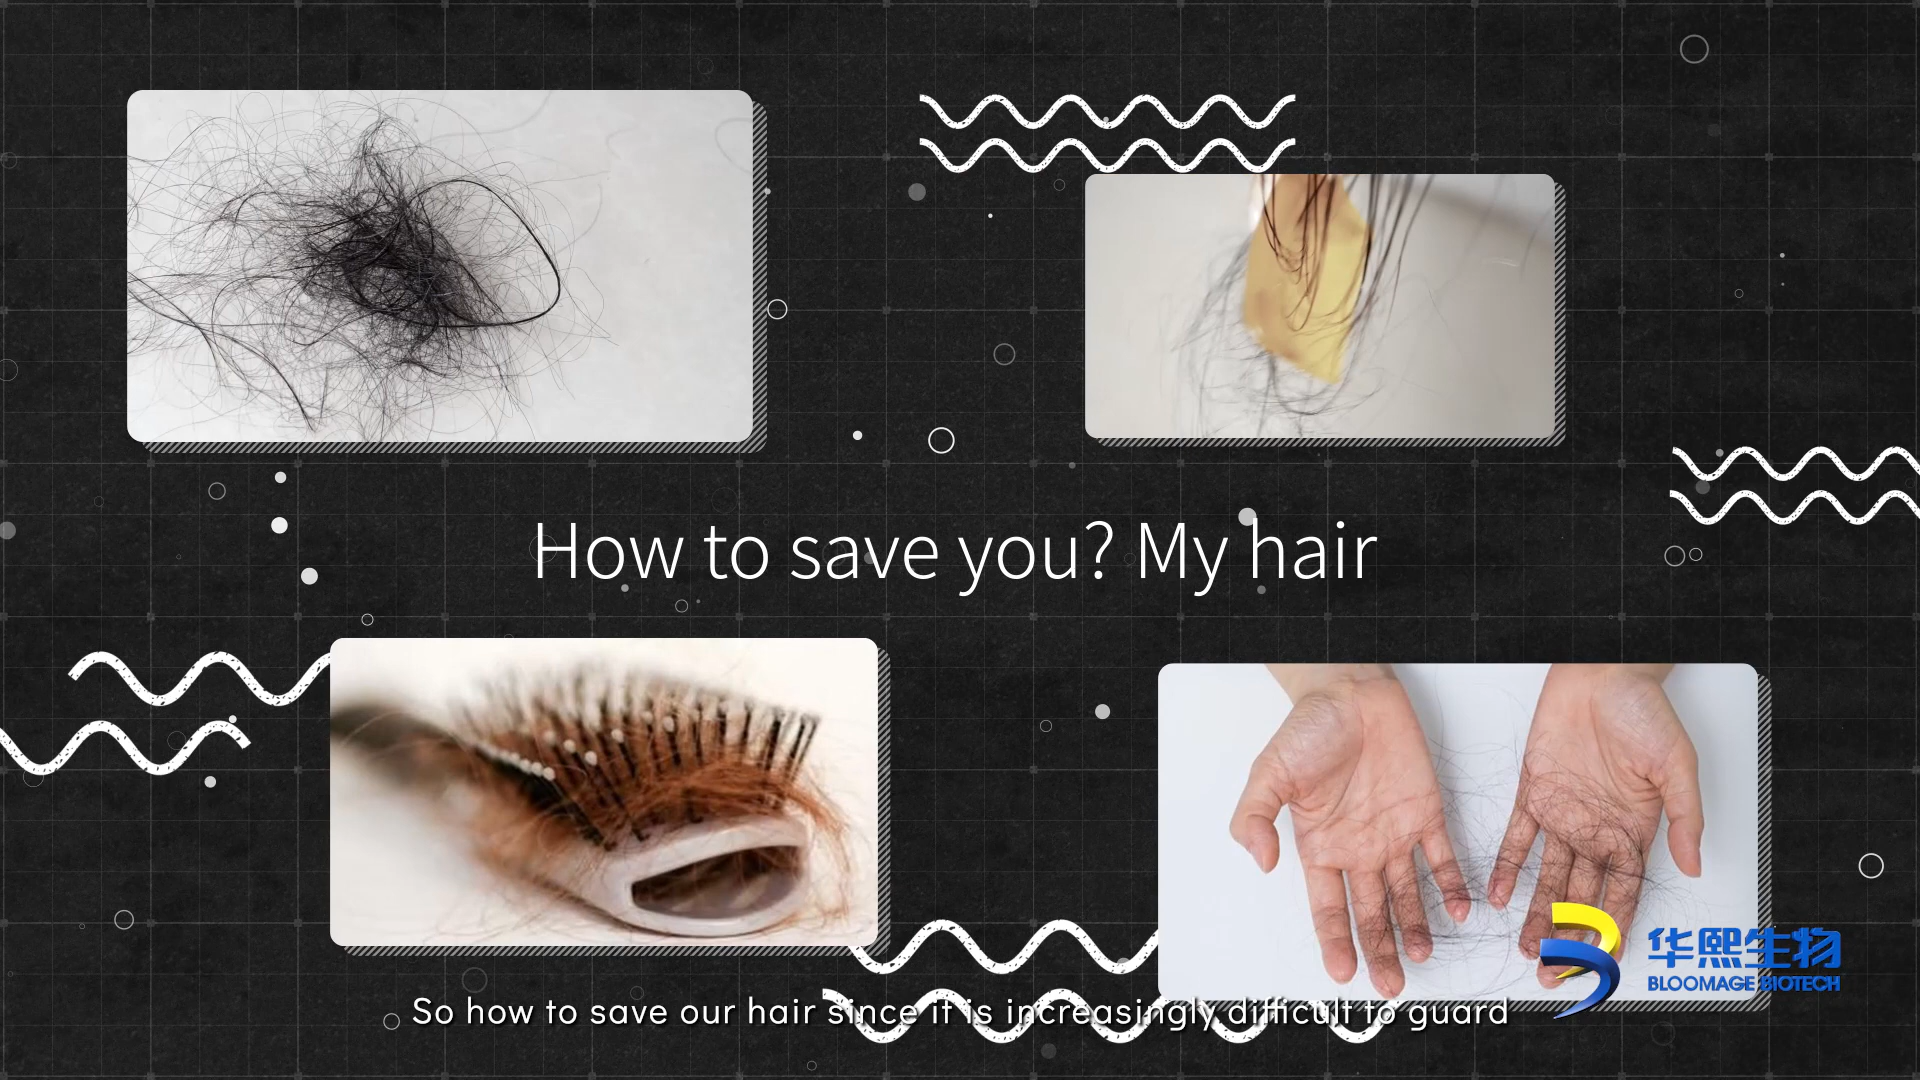 How to save you? My hair
华熙生物
BLOOMAGE BIOTECH
So how to save our hair since it is increasingly difficult to guard